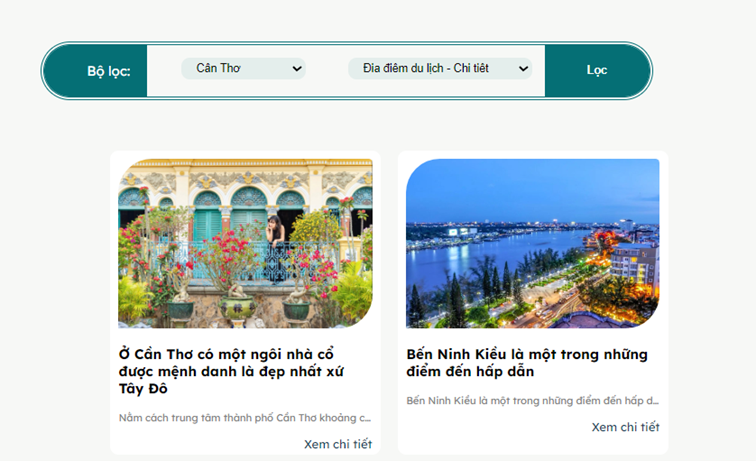 Bộ lọc:
Cần Thơ
Địa điểm du lịch - Chi tiết
Lọc
Ở Cần Thơ có một ngôi nhà cổ
được mệnh danh là đẹp nhất xứ
Tây Đô
Nằm cách trung tâm thành phố Cần Thơ khoảng c...
Xem chi tiết
Bến Ninh Kiều là một trong những
điểm đến hấp dẫn
Bến Ninh Kiều là một trong những điểm đến hấp d...
Xem chi tiết